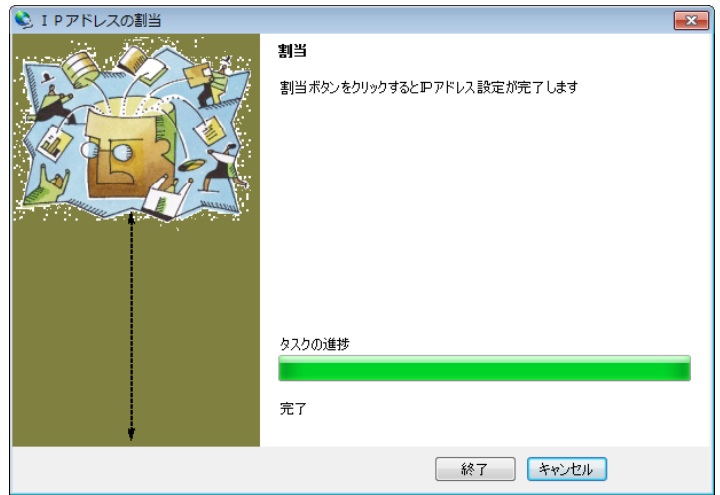 ＩＰアドレスの割当
割当
割当ボタンをクリックするとIPアドレス設定が完了します
タスクの進捗
完了
終了
キャンセル